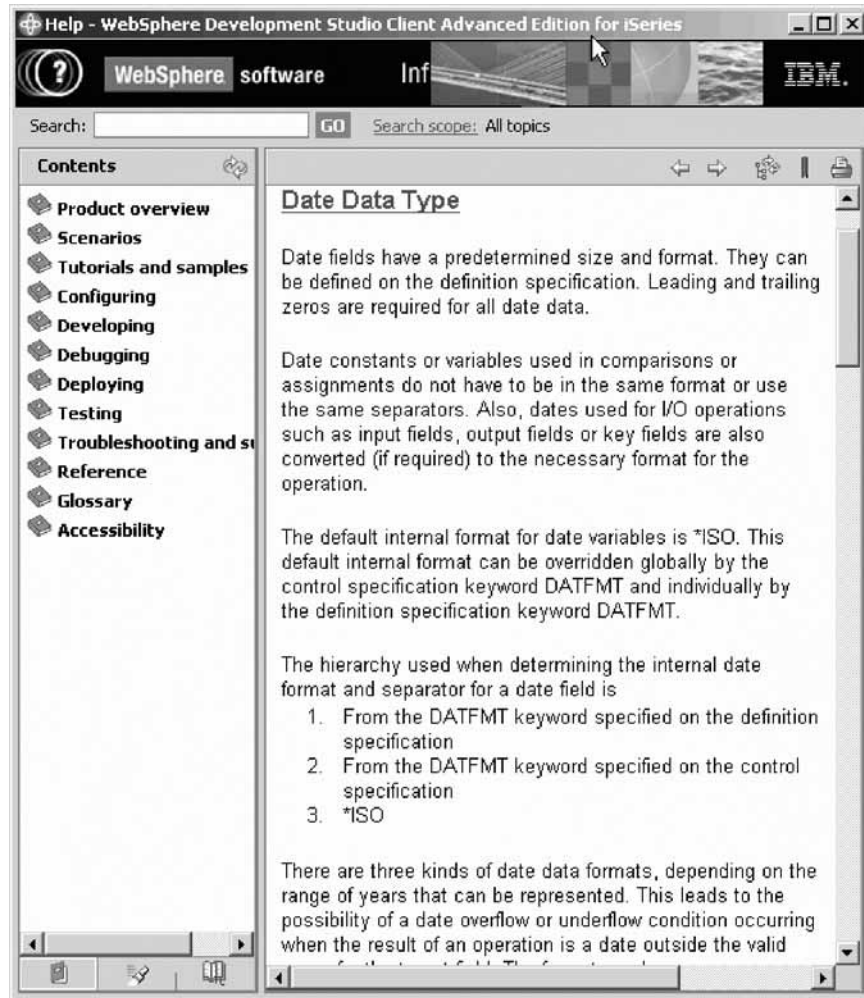 Help - WebSphere Development Studio Client Advanced Edition for iSeries
WebSphere software Inf IBM.
Search: GO Search scope: All topics
Contents
Product overview
Scenarios
Tutorials and samples
Configuring
Developing
Debugging
Deploying
Testing
Troubleshooting and su
Reference
Glossary
Accessibility
Date Data Type
Date fields have a predetermined size and format. They can
be defined on the definition specification. Leading and trailing
zeros are required for all date data.
Date constants or variables used in comparisons or
assignments do not have to be in the same format or use
the same separators. Also, dates used for I/O operations
such as input fields, output fields or key fields are also
converted (if required) to the necessary format for the
operation.
The default internal format for date variables is *ISO. This
default internal format can be overridden globally by the
control specification keyword DATFMT and individually by
the definition specification keyword DATFMT.
The hierarchy used when determining the internal date
format and separator for a date field is
1. From the DATFMT keyword specified on the definition
specification
2. From the DATFMT keyword specified on the control
specification
3. *ISO
There are three kinds of date data formats, depending on the
range of years that can be represented. This leads to the
possibility of a date overflow or underflow condition occurring
when the result of an operation is a date outside the valid